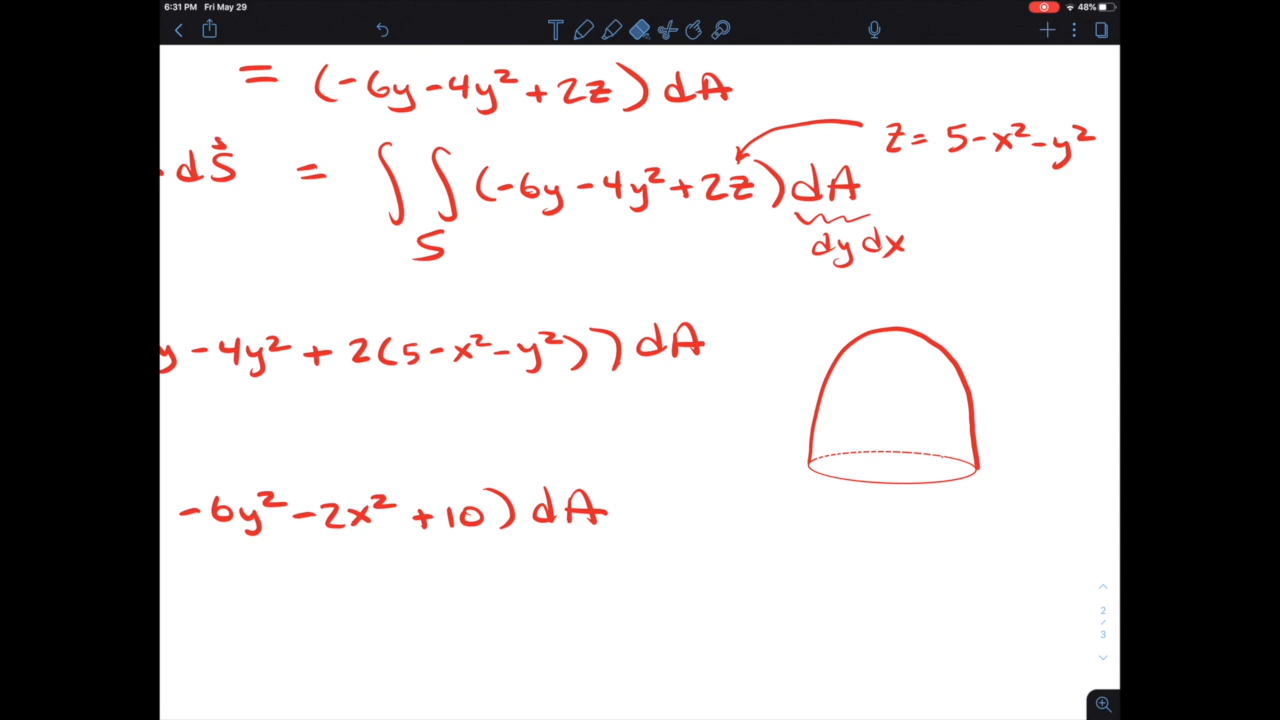 6:31 PM Fri May 29
48%
T
= (-6y - 4y² + 2z) dA
z = 5 - x² - y²
· dS⃗ = ∫∫ (-6y - 4y² + 2z) dA
S
dy dx
y - 4y² + 2(5 - x² - y²)) dA
- 6y² - 2x² + 10) dA
2
/
3